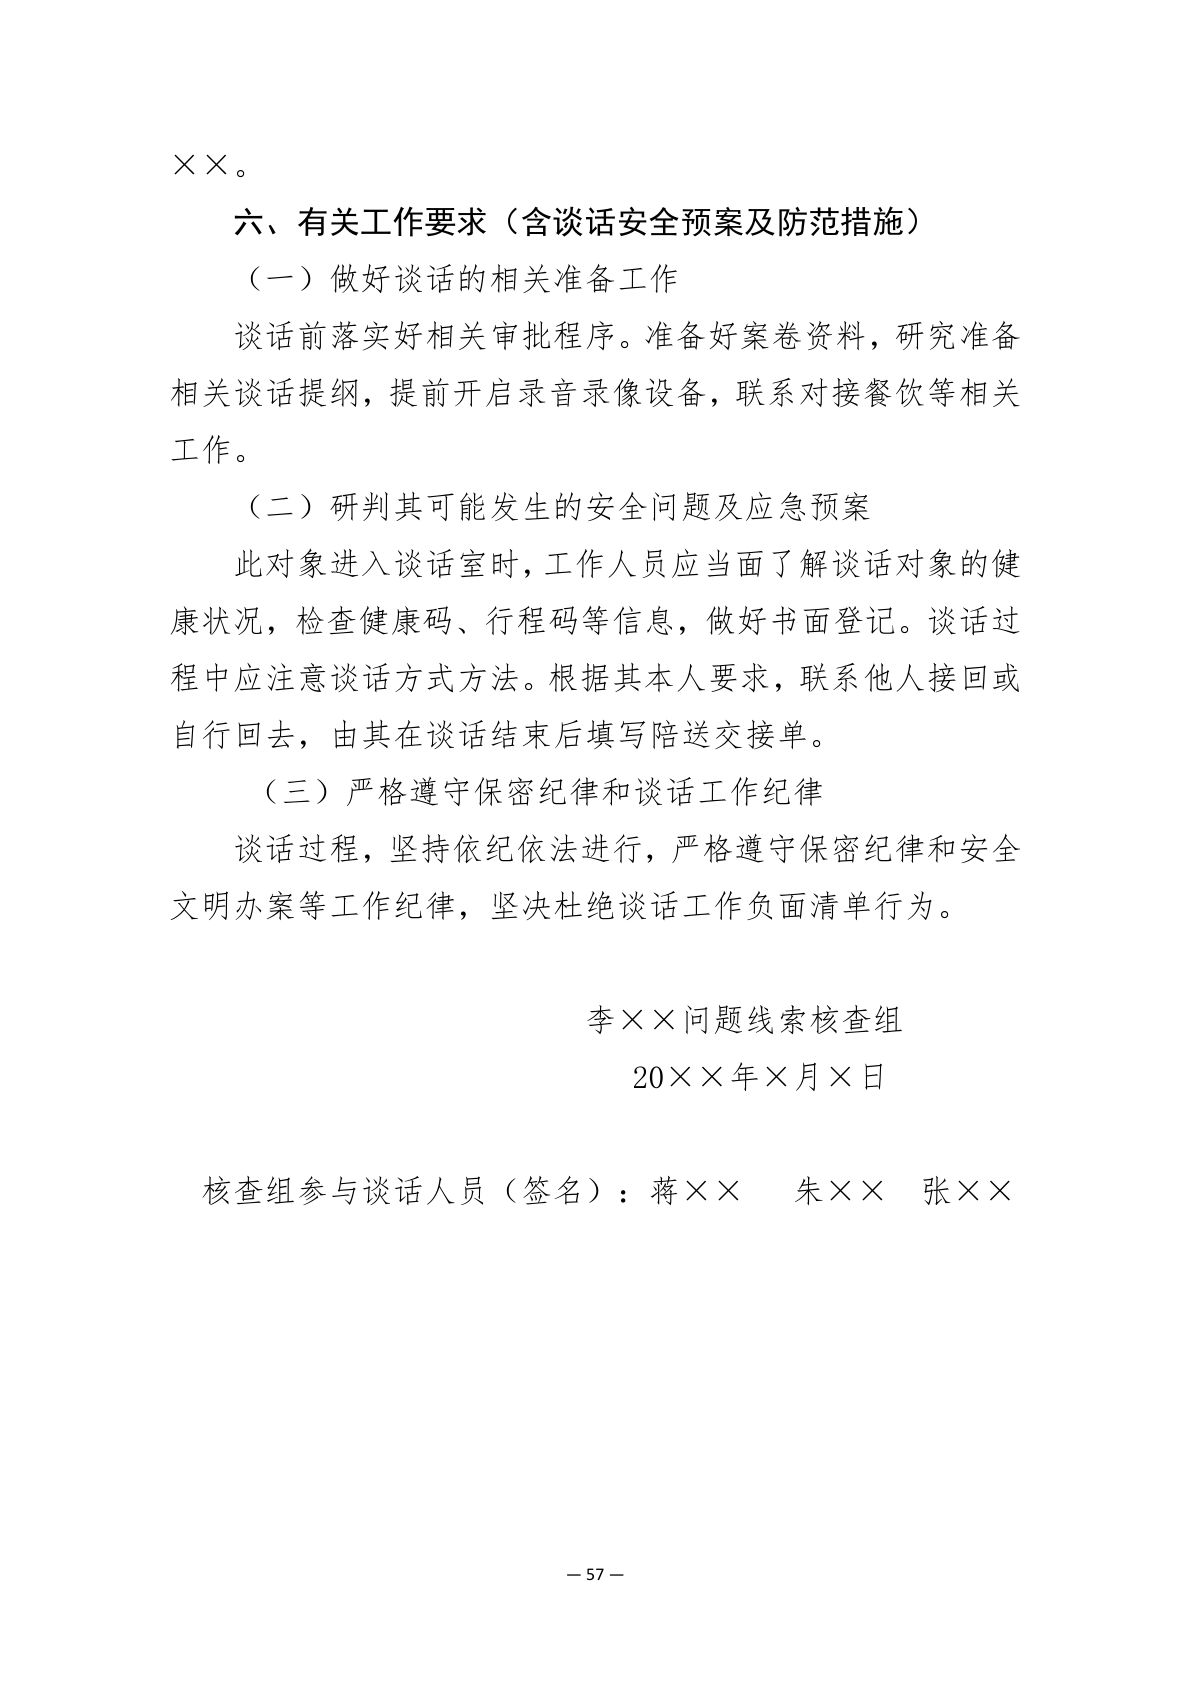 ××。
六、有关工作要求（含谈话安全预案及防范措施）
（一）做好谈话的相关准备工作
谈话前落实好相关审批程序。准备好案卷资料，研究准备
相关谈话提纲，提前开启录音录像设备，联系对接餐饮等相关
工作。
（二）研判其可能发生的安全问题及应急预案
此对象进入谈话室时，工作人员应当面了解谈话对象的健
康状况，检查健康码、行程码等信息，做好书面登记。谈话过
程中应注意谈话方式方法。根据其本人要求，联系他人接回或
自行回去，由其在谈话结束后填写陪送交接单。
（三）严格遵守保密纪律和谈话工作纪律
谈话过程，坚持依纪依法进行，严格遵守保密纪律和安全
文明办案等工作纪律，坚决杜绝谈话工作负面清单行为。
李××问题线索核查组
20××年×月×日
核查组参与谈话人员（签名）：蒋×× 朱×× 张××
— 57 —